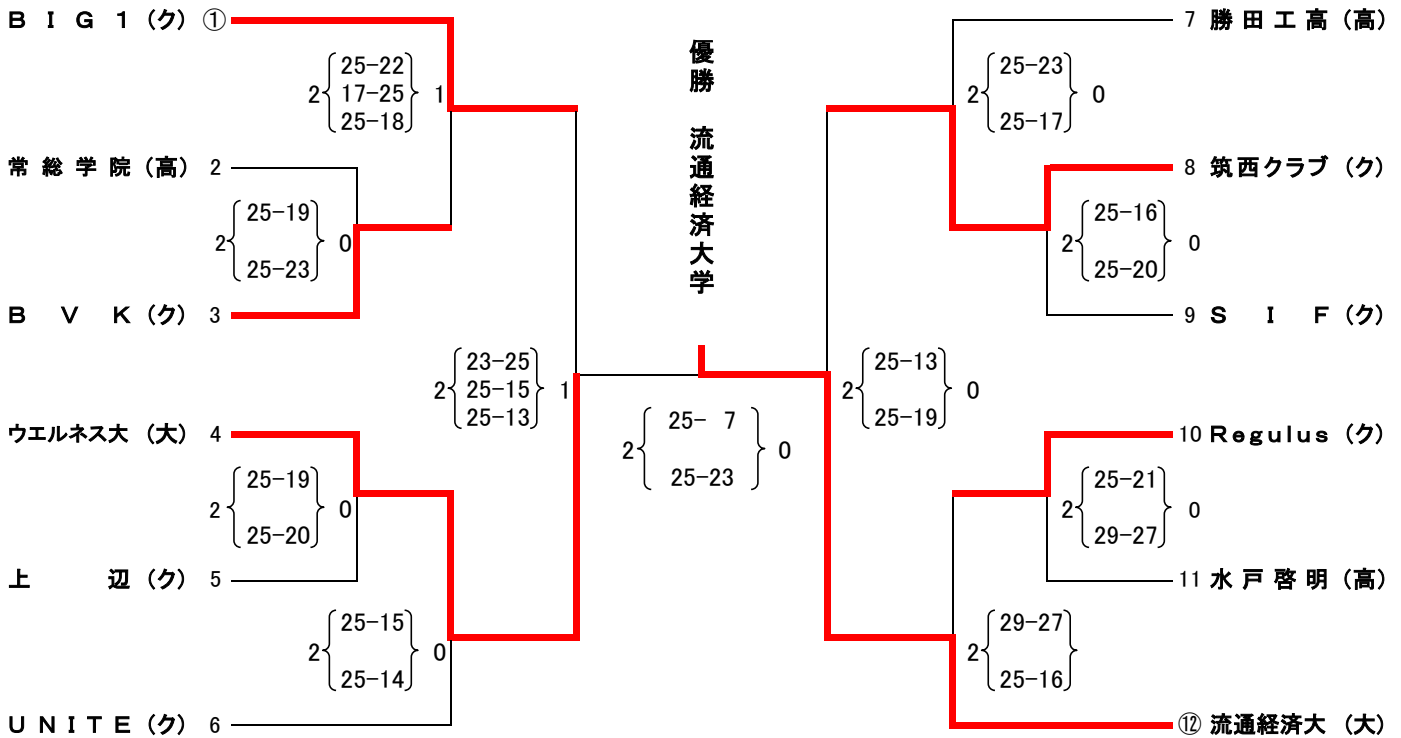 BIG1(ク) ①
25-22
2 17-25 1
25-18
常総学院(高) 2
25-19
2 0
25-23
BVK(ク) 3
23-25
2 25-15 1
25-13
ウエルネス大(大) 4
25-19
2 0
25-20
上辺(ク) 5
25-15
2 0
25-14
UNITE(ク) 6
優勝 流通経済大学
25- 7
2 0
25-23
7 勝田工高(高)
25-23
2 0
25-17
8 筑西クラブ(ク)
25-16
2 0
25-20
9 SIF(ク)
25-13
2 0
25-19
10 Regulus(ク)
25-21
2 0
29-27
11 水戸啓明(高)
29-27
2
25-16
⑫ 流通経済大(大)